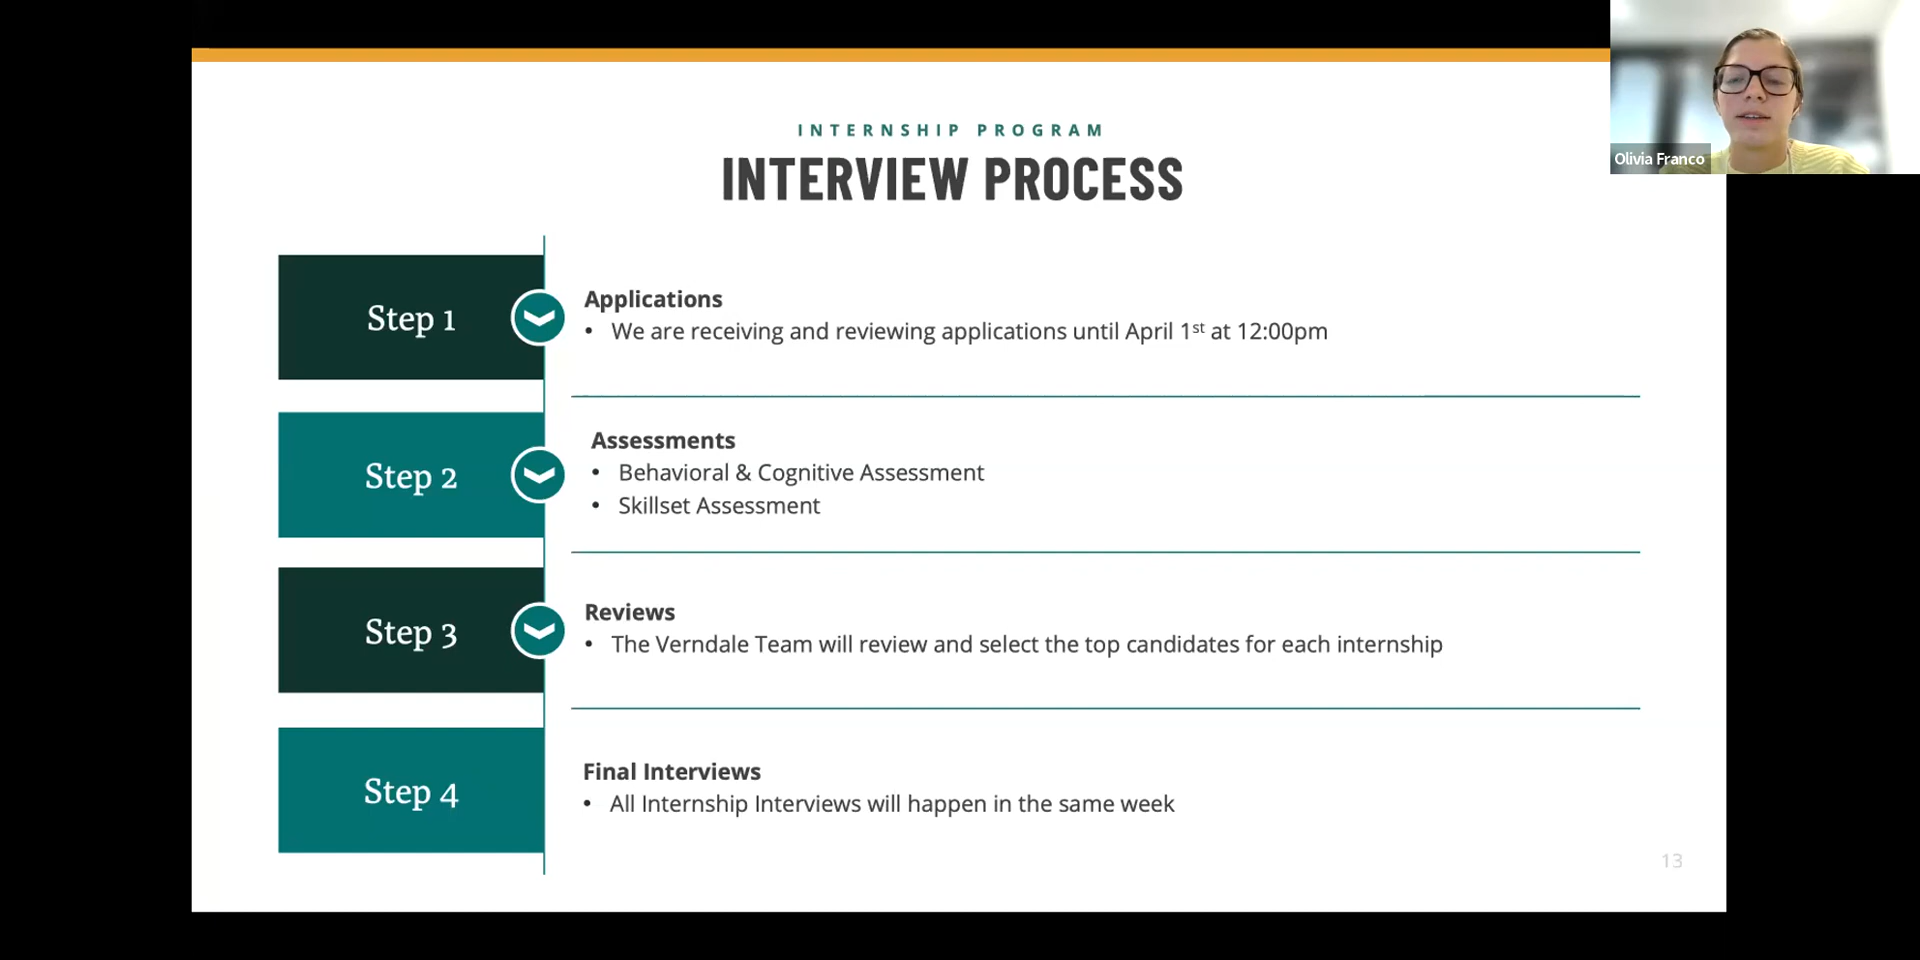 INTERNSHIP PROGRAM
INTERVIEW PROCESS
Olivia Franco
Step 1
Applications
• We are receiving and reviewing applications until April 1st at 12:00pm
Step 2
Assessments
• Behavioral & Cognitive Assessment
• Skillset Assessment
Step 3
Reviews
• The Verndale Team will review and select the top candidates for each internship
Step 4
Final Interviews
• All Internship Interviews will happen in the same week
13